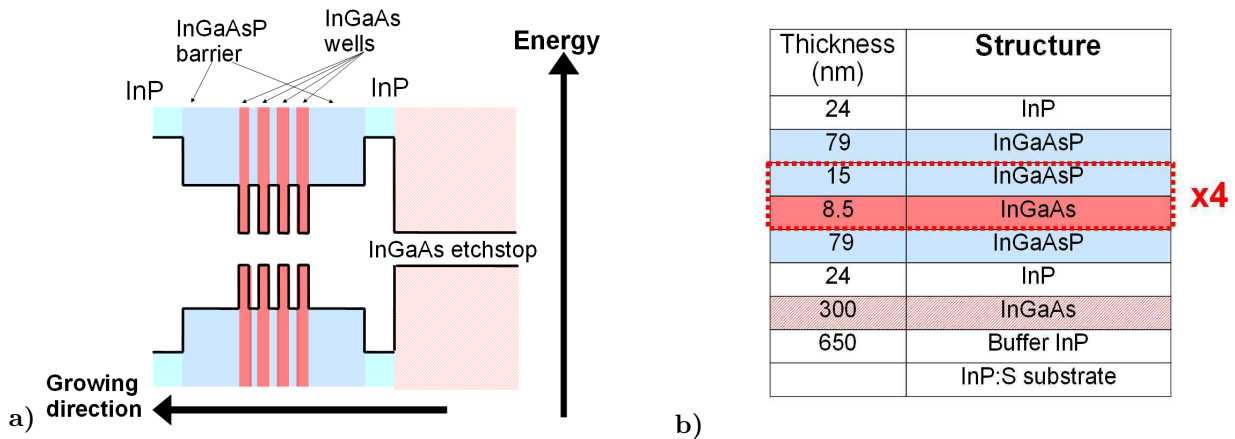 InGaAsP
barrier
InGaAs
wells
Energy
InP
InP
InGaAs etchstop
Growing
direction
a)
Thickness
(nm)
Structure
24 InP
79 InGaAsP
15 InGaAsP
8.5 InGaAs
x4
79 InGaAsP
24 InP
300 InGaAs
650 Buffer InP
InP:S substrate
b)